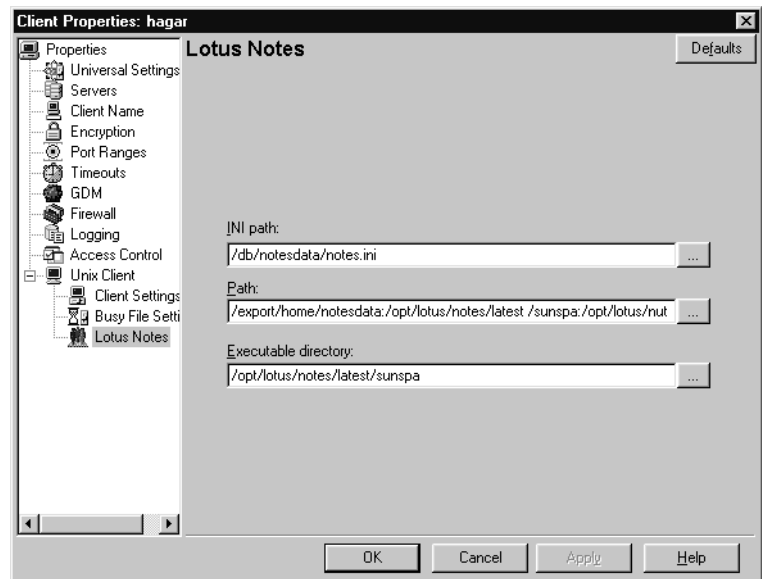 Client Properties: hagar
Properties
Universal Settings
Servers
Client Name
Encryption
Port Ranges
Timeouts
GDM
Firewall
Logging
Access Control
Unix Client
Client Settings
Busy File Setti
Lotus Notes
Lotus Notes
Defaults
INI path:
/db/notesdata/notes.ini
...
Path:
/export/home/notesdata:/opt/lotus/notes/latest /sunspa:/opt/lotus/nut
...
Executable directory:
/opt/lotus/notes/latest/sunspa
...
OK
Cancel
Apply
Help